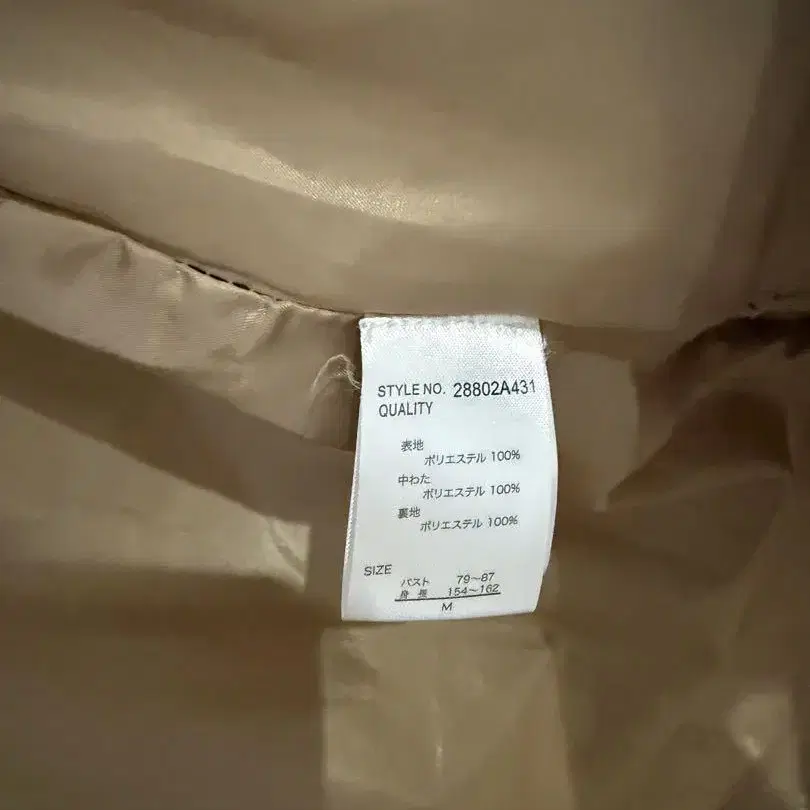 STYLE NO. 28802A431
QUALITY
表地
ポリエステル 100%
中わた
ポリエステル 100%
裏地
ポリエステル 100%
SIZE
バスト 79〜87
身長 154〜162
M